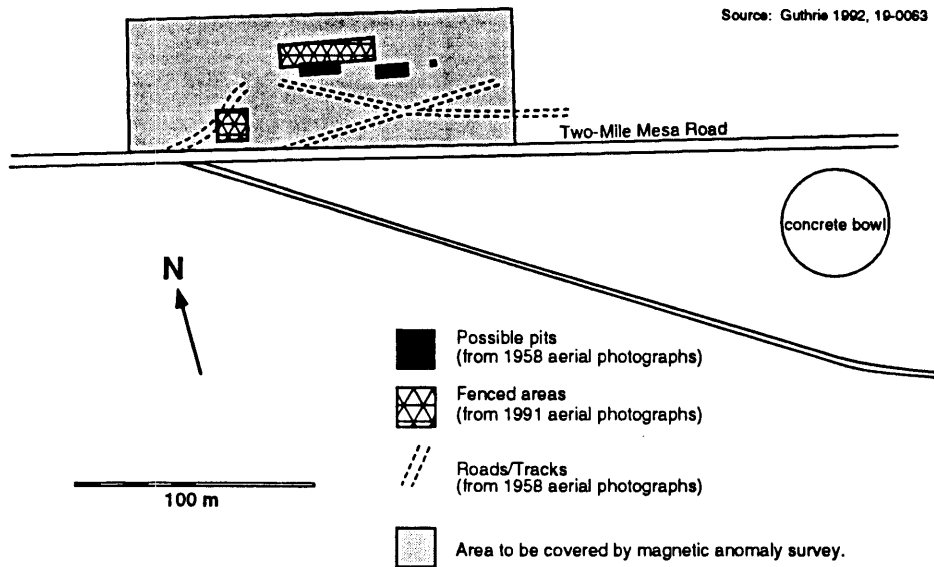 Source: Guthrie 1992, 19-0063
Two-Mile Mesa Road
concrete bowl
N
Possible pits
(from 1958 aerial photographs)
Fenced areas
(from 1991 aerial photographs)
Roads/Tracks
(from 1958 aerial photographs)
100 m
Area to be covered by magnetic anomaly survey.